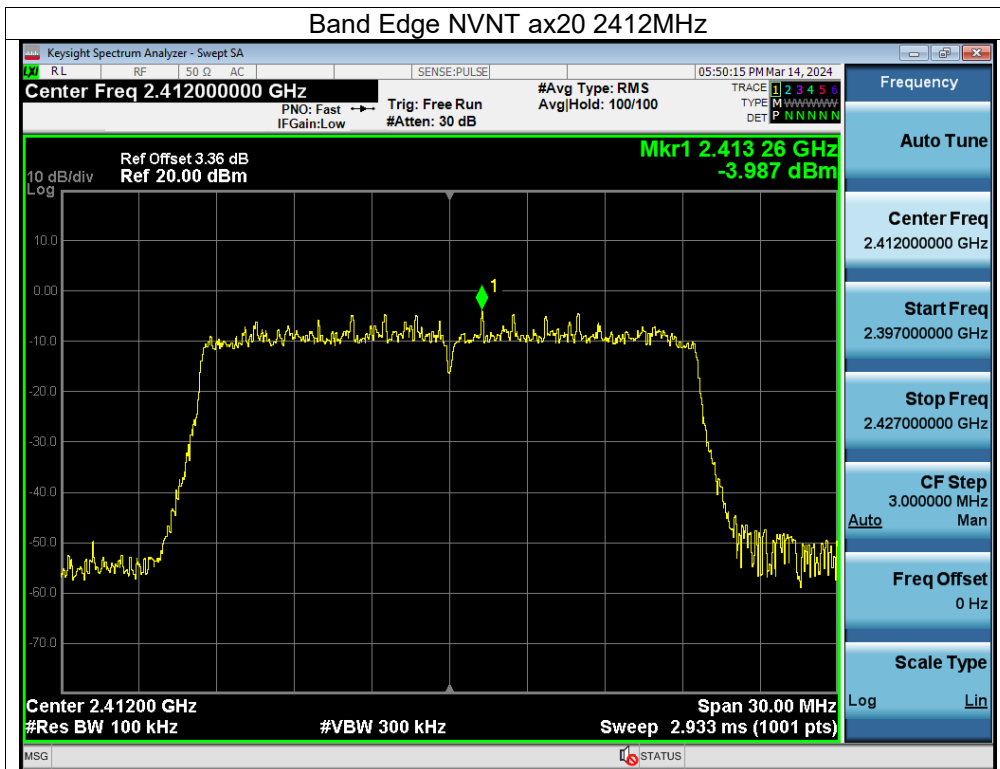 Band Edge NVNT ax20 2412MHz
Keysight Spectrum Analyzer - Swept SA
LXI RL RF 50 Ω AC SENSE:PULSE 05:50:15 PM Mar 14, 2024
Center Freq 2.412000000 GHz #Avg Type: RMS TRACE 1 2 3 4 5 6
PNO: Fast Trig: Free Run Avg|Hold: 100/100 TYPE M WWWWW
IFGain:Low #Atten: 30 dB DET P N N N N N
Frequency
Mkr1 2.413 26 GHz
-3.987 dBm
Ref Offset 3.36 dB
10 dB/div Ref 20.00 dBm
Log
10.0
0.00
-10.0
-20.0
-30.0
-40.0
-50.0
-60.0
-70.0
1
Center 2.41200 GHz Span 30.00 MHz
#Res BW 100 kHz #VBW 300 kHz Sweep 2.933 ms (1001 pts)
Auto Tune
Center Freq
2.412000000 GHz
Start Freq
2.397000000 GHz
Stop Freq
2.427000000 GHz
CF Step
3.000000 MHz
Auto Man
Freq Offset
0 Hz
Scale Type
Log Lin
MSG STATUS